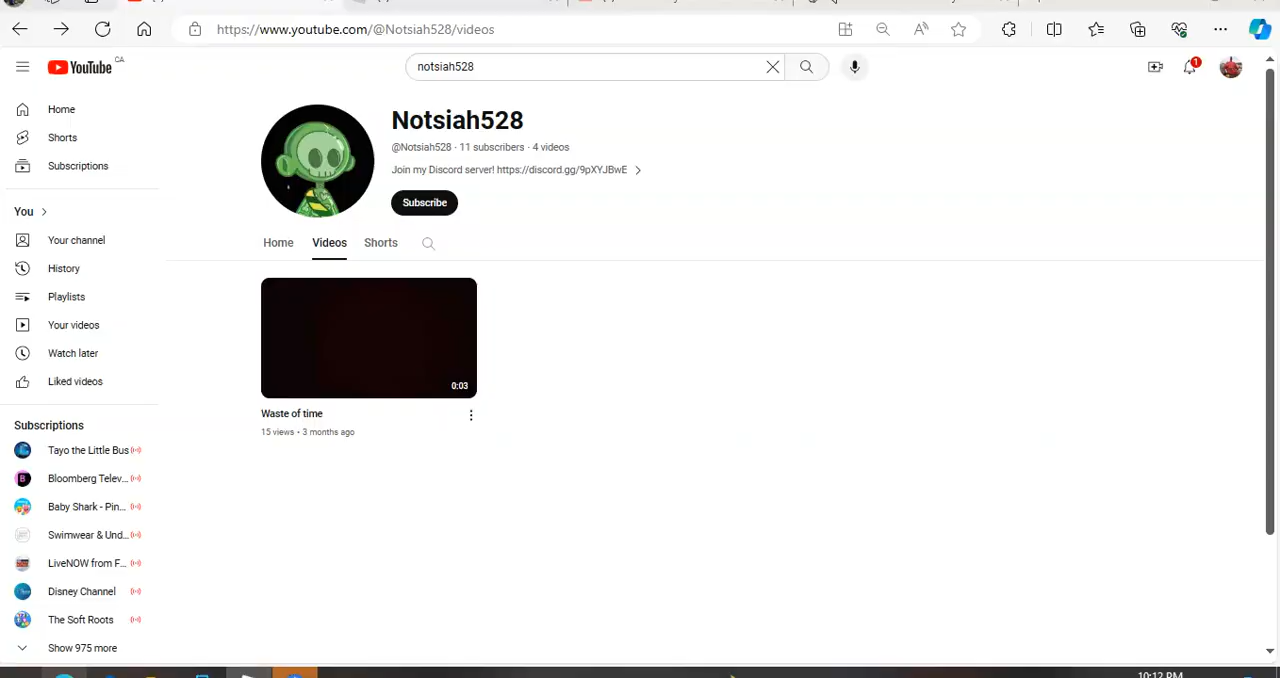 https://www.youtube.com/@Notsiah528/videos
YouTube CA
notsiah528
1
Home
Shorts
Subscriptions
You
Your channel
History
Playlists
Your videos
Watch later
Liked videos
Subscriptions
Tayo the Little Bus
Bloomberg Telev...
Baby Shark - Pin...
Swimwear & Und...
LiveNOW from F...
Disney Channel
The Soft Roots
Show 975 more
Notsiah528
@Notsiah528 · 11 subscribers · 4 videos
Join my Discord server! https://discord.gg/9pXYJBwE
Subscribe
Home Videos Shorts
0:03
Waste of time
15 views • 3 months ago
10:12 PM